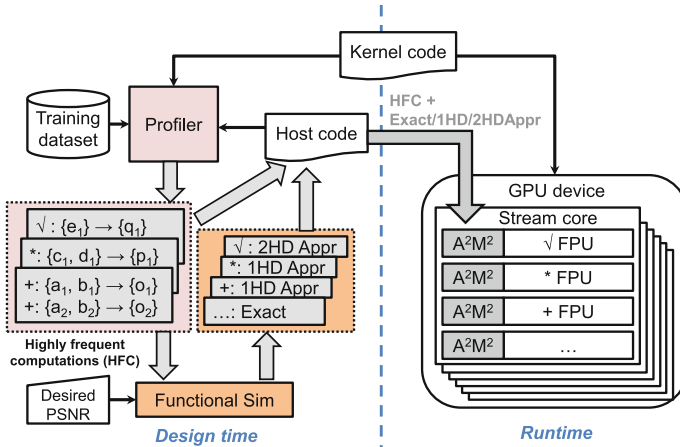 Kernel code
HFC +
Exact/1HD/2HDAppr
Training
dataset
Profiler
Host code
GPU device
Stream core
A²M² √ FPU
A²M² * FPU
A²M² + FPU
A²M² …
√ : {e₁} → {q₁}
*: {c₁, d₁} → {p₁}
+: {a₁, b₁} → {o₁}
+: {a₂, b₂} → {o₂}
√: 2HD Appr
*: 1HD Appr
+: 1HD Appr
…: Exact
Highly frequent
computations (HFC)
Desired
PSNR
Functional Sim
Design time
Runtime